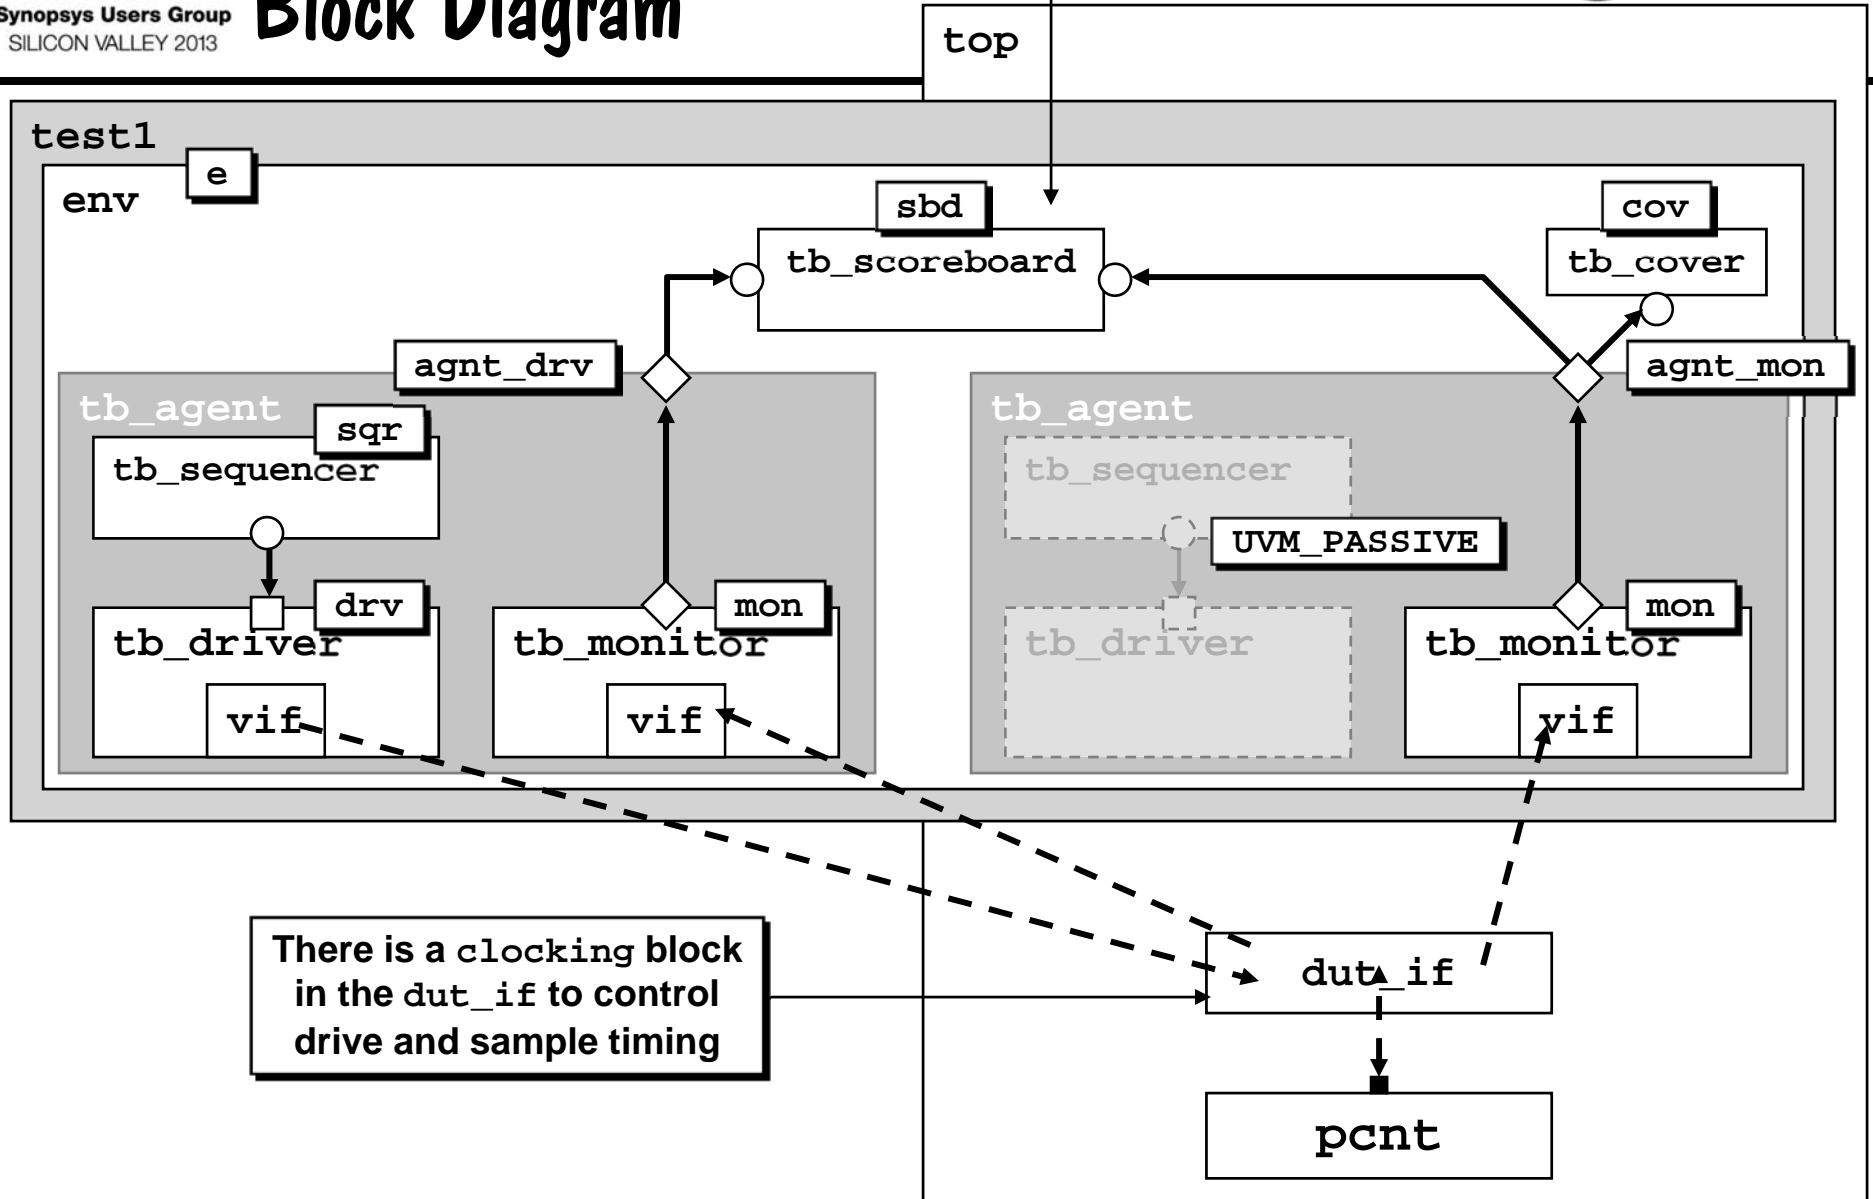 Synopsys Users Group
SILICON VALLEY 2013
Block Diagram
top
test1
e
env
sbd
cov
tb_scoreboard
tb_cover
agnt_drv
agnt_mon
tb_agent
tb_agent
sqr
tb_sequencer
tb_sequencer
UVM_PASSIVE
drv
mon
mon
tb_driver
tb_monitor
tb_driver
tb_monitor
vif
vif
vif
There is a clocking block
in the dut_if to control
drive and sample timing
dut_if
pcnt